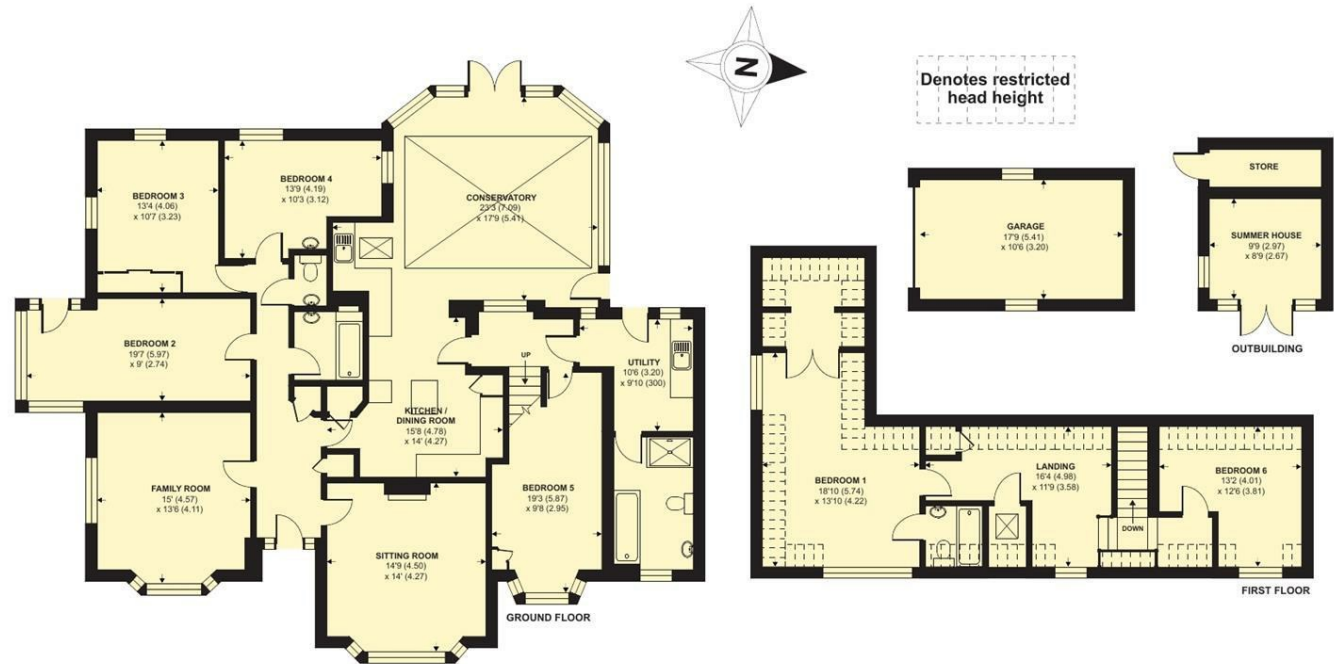 N
Denotes restricted
head height
BEDROOM 3
13'4 (4.06)
x 10'7 (3.23)
BEDROOM 4
13'9 (4.19)
x 10'3 (3.12)
CONSERVATORY
23'3 (7.09)
x 17'9 (5.41)
BEDROOM 2
19'7 (5.97)
x 9' (2.74)
UP
UTILITY
10'6 (3.20)
x 9'10 (300)
KITCHEN /
DINING ROOM
15'8 (4.78)
x 14' (4.27)
FAMILY ROOM
15' (4.57)
x 13'6 (4.11)
BEDROOM 5
19'3 (5.87)
x 9'8 (2.95)
SITTING ROOM
14'9 (4.50)
x 14' (4.27)
GROUND FLOOR
GARAGE
17'9 (5.41)
x 10'6 (3.20)
STORE
SUMMER HOUSE
9'9 (2.97)
x 8'9 (2.67)
OUTBUILDING
BEDROOM 1
18'10 (5.74)
x 13'10 (4.22)
LANDING
16'4 (4.98)
x 11'9 (3.58)
DOWN
BEDROOM 6
13'2 (4.01)
x 12'6 (3.81)
FIRST FLOOR